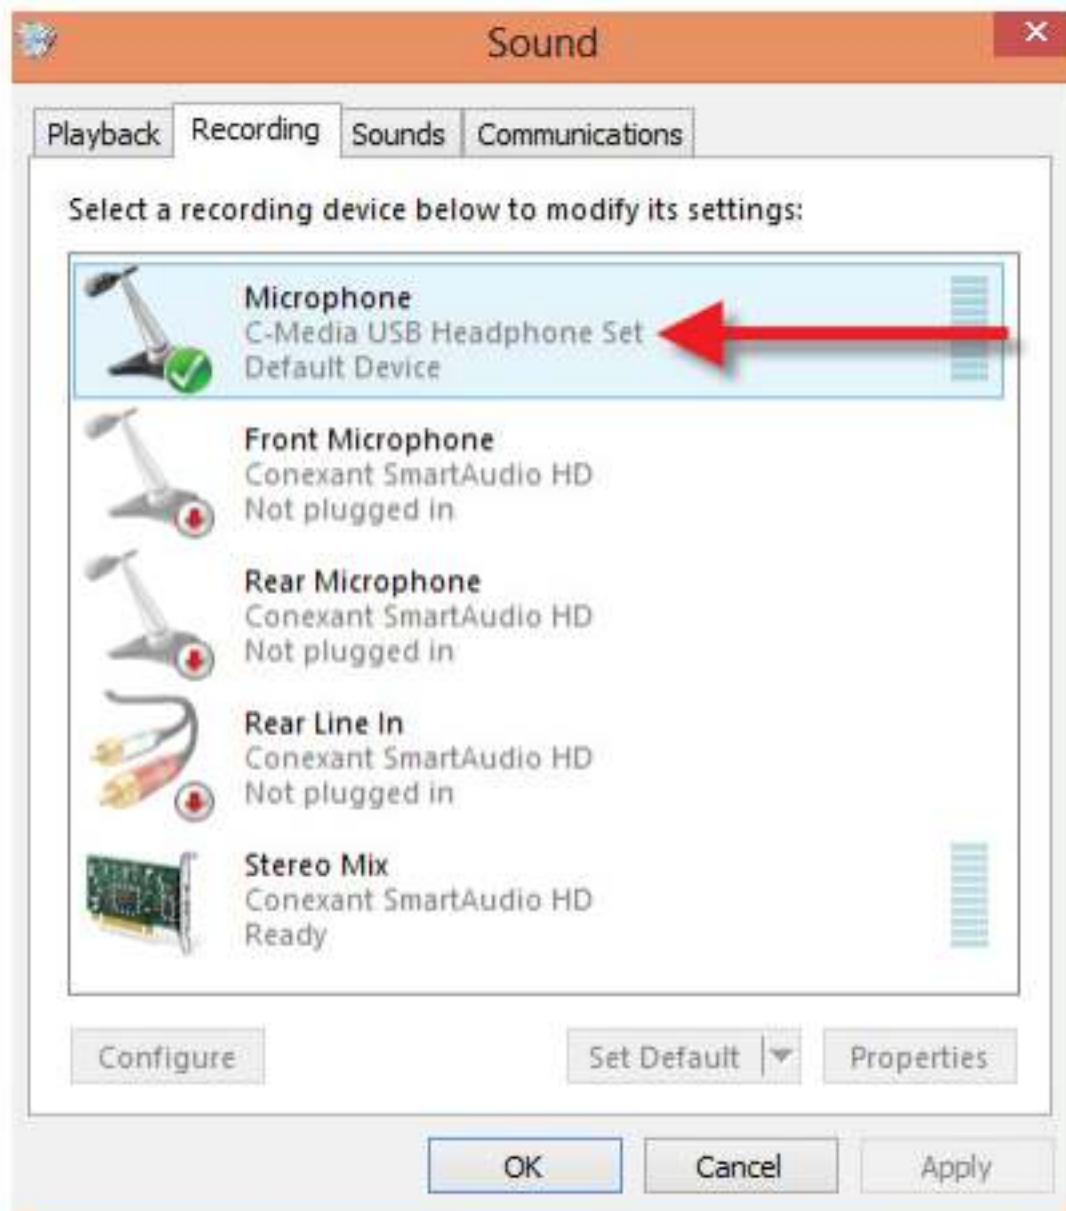 Sound
Playback Recording Sounds Communications
Select a recording device below to modify its settings:
Microphone
C-Media USB Headphone Set
Default Device
Front Microphone
Conexant SmartAudio HD
Not plugged in
Rear Microphone
Conexant SmartAudio HD
Not plugged in
Rear Line In
Conexant SmartAudio HD
Not plugged in
Stereo Mix
Conexant SmartAudio HD
Ready
Configure Set Default Properties
OK Cancel Apply